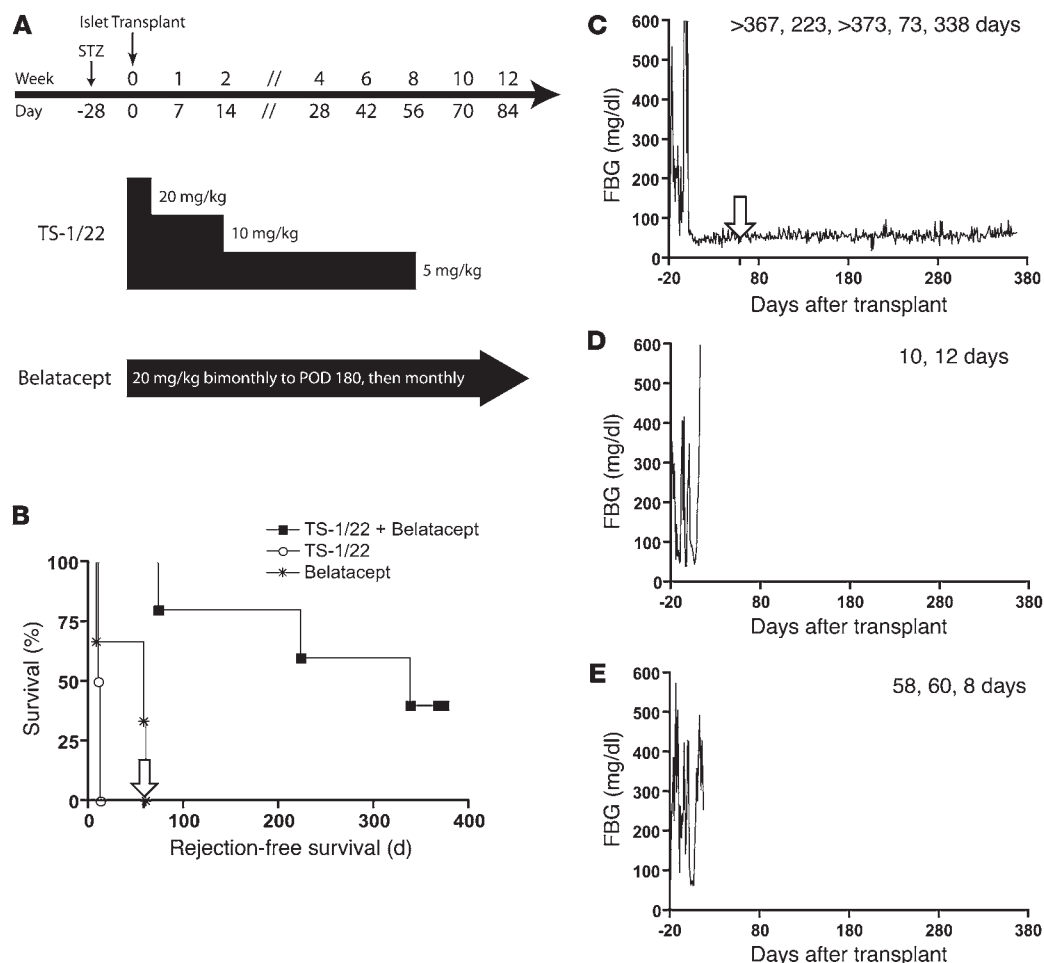 A
Islet Transplant
STZ
Week 0 1 2 // 4 6 8 10 12
Day -28 0 7 14 // 28 42 56 70 84
TS-1/22
20 mg/kg
10 mg/kg
5 mg/kg
Belatacept
20 mg/kg bimonthly to POD 180, then monthly
B
TS-1/22 + Belatacept
TS-1/22
Belatacept
Survival (%)
100
75
50
25
0
0 100 200 300 400
Rejection-free survival (d)
C
>367, 223, >373, 73, 338 days
FBG (mg/dl)
600
500
400
300
200
100
0
-20 80 180 280 380
Days after transplant
D
10, 12 days
FBG (mg/dl)
600
500
400
300
200
100
0
-20 80 180 280 380
Days after transplant
E
58, 60, 8 days
FBG (mg/dl)
600
500
400
300
200
100
0
-20 80 180 280 380
Days after transplant